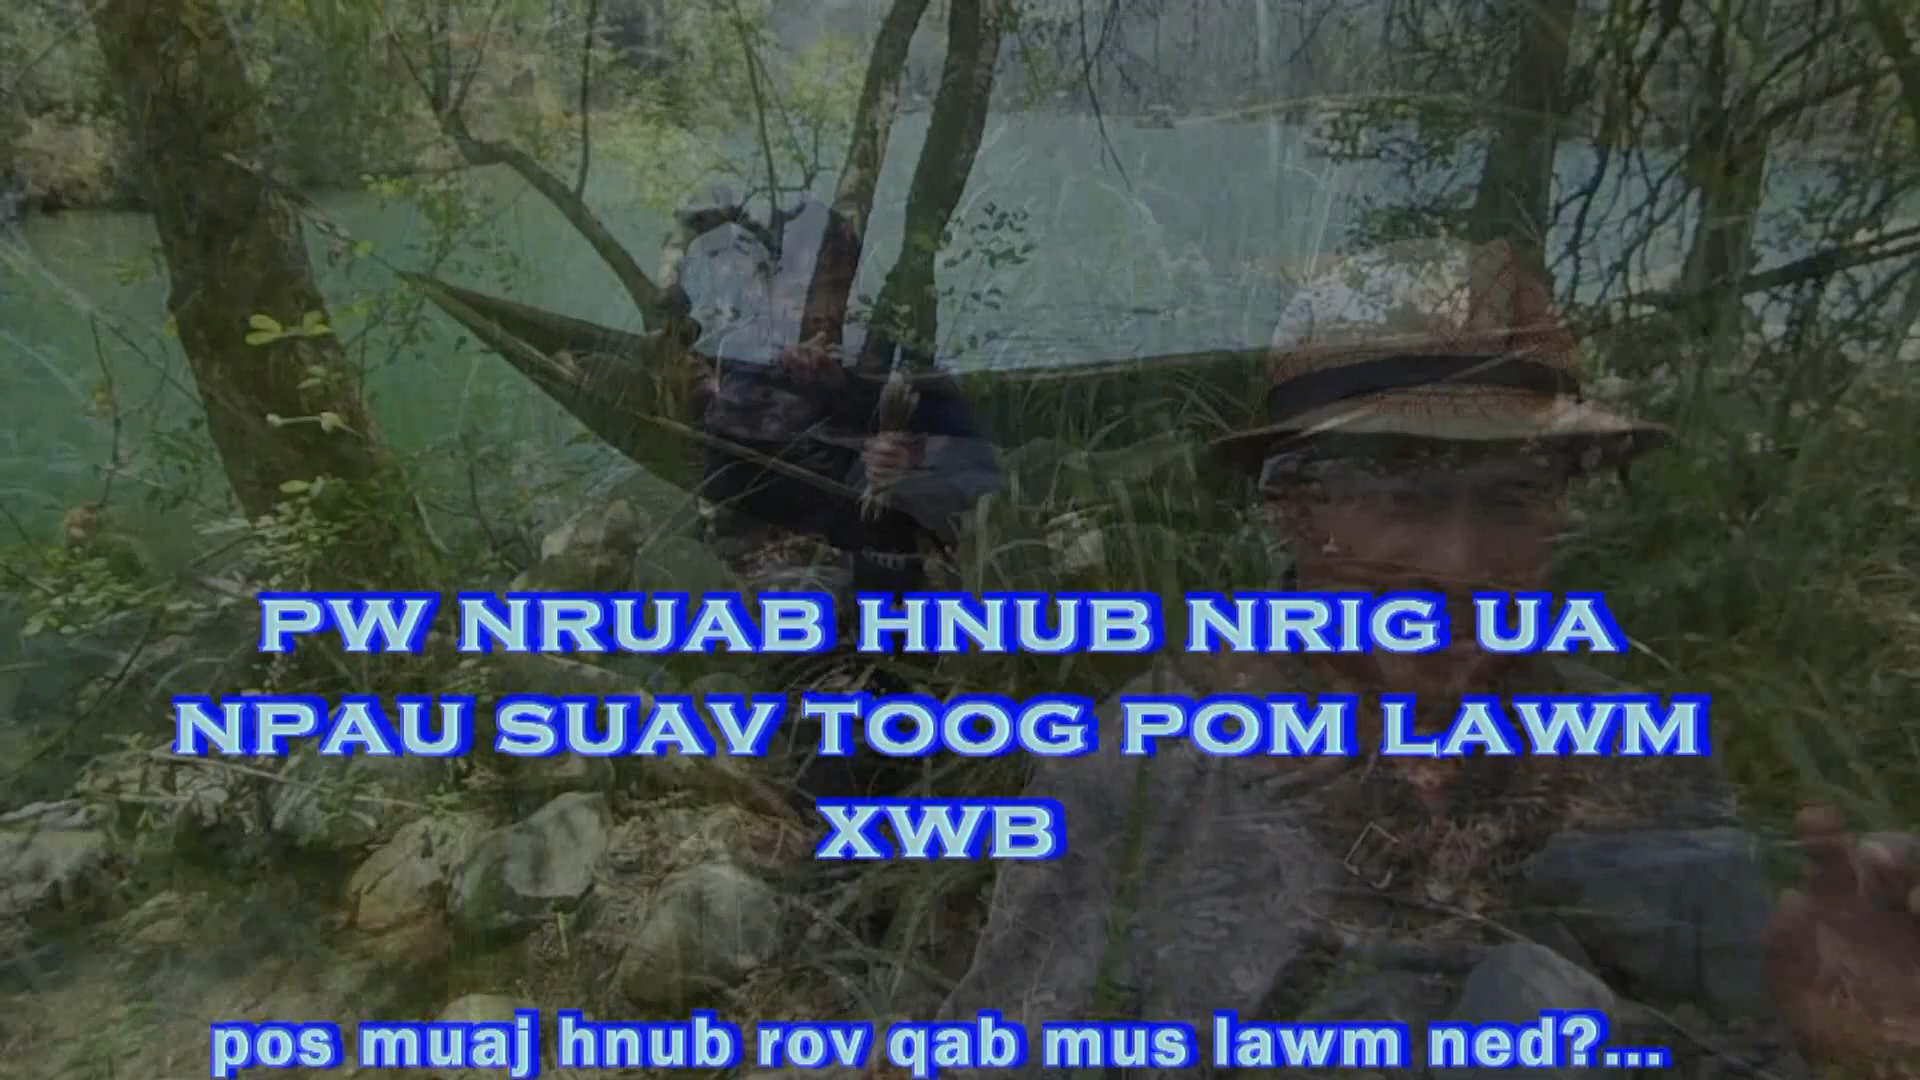 PW NRUAB HNUB NRIG UA
NPAU SUAV TOOG POM LAWM
XWB
pos muaj hnub rov qab mus lawm ned?...